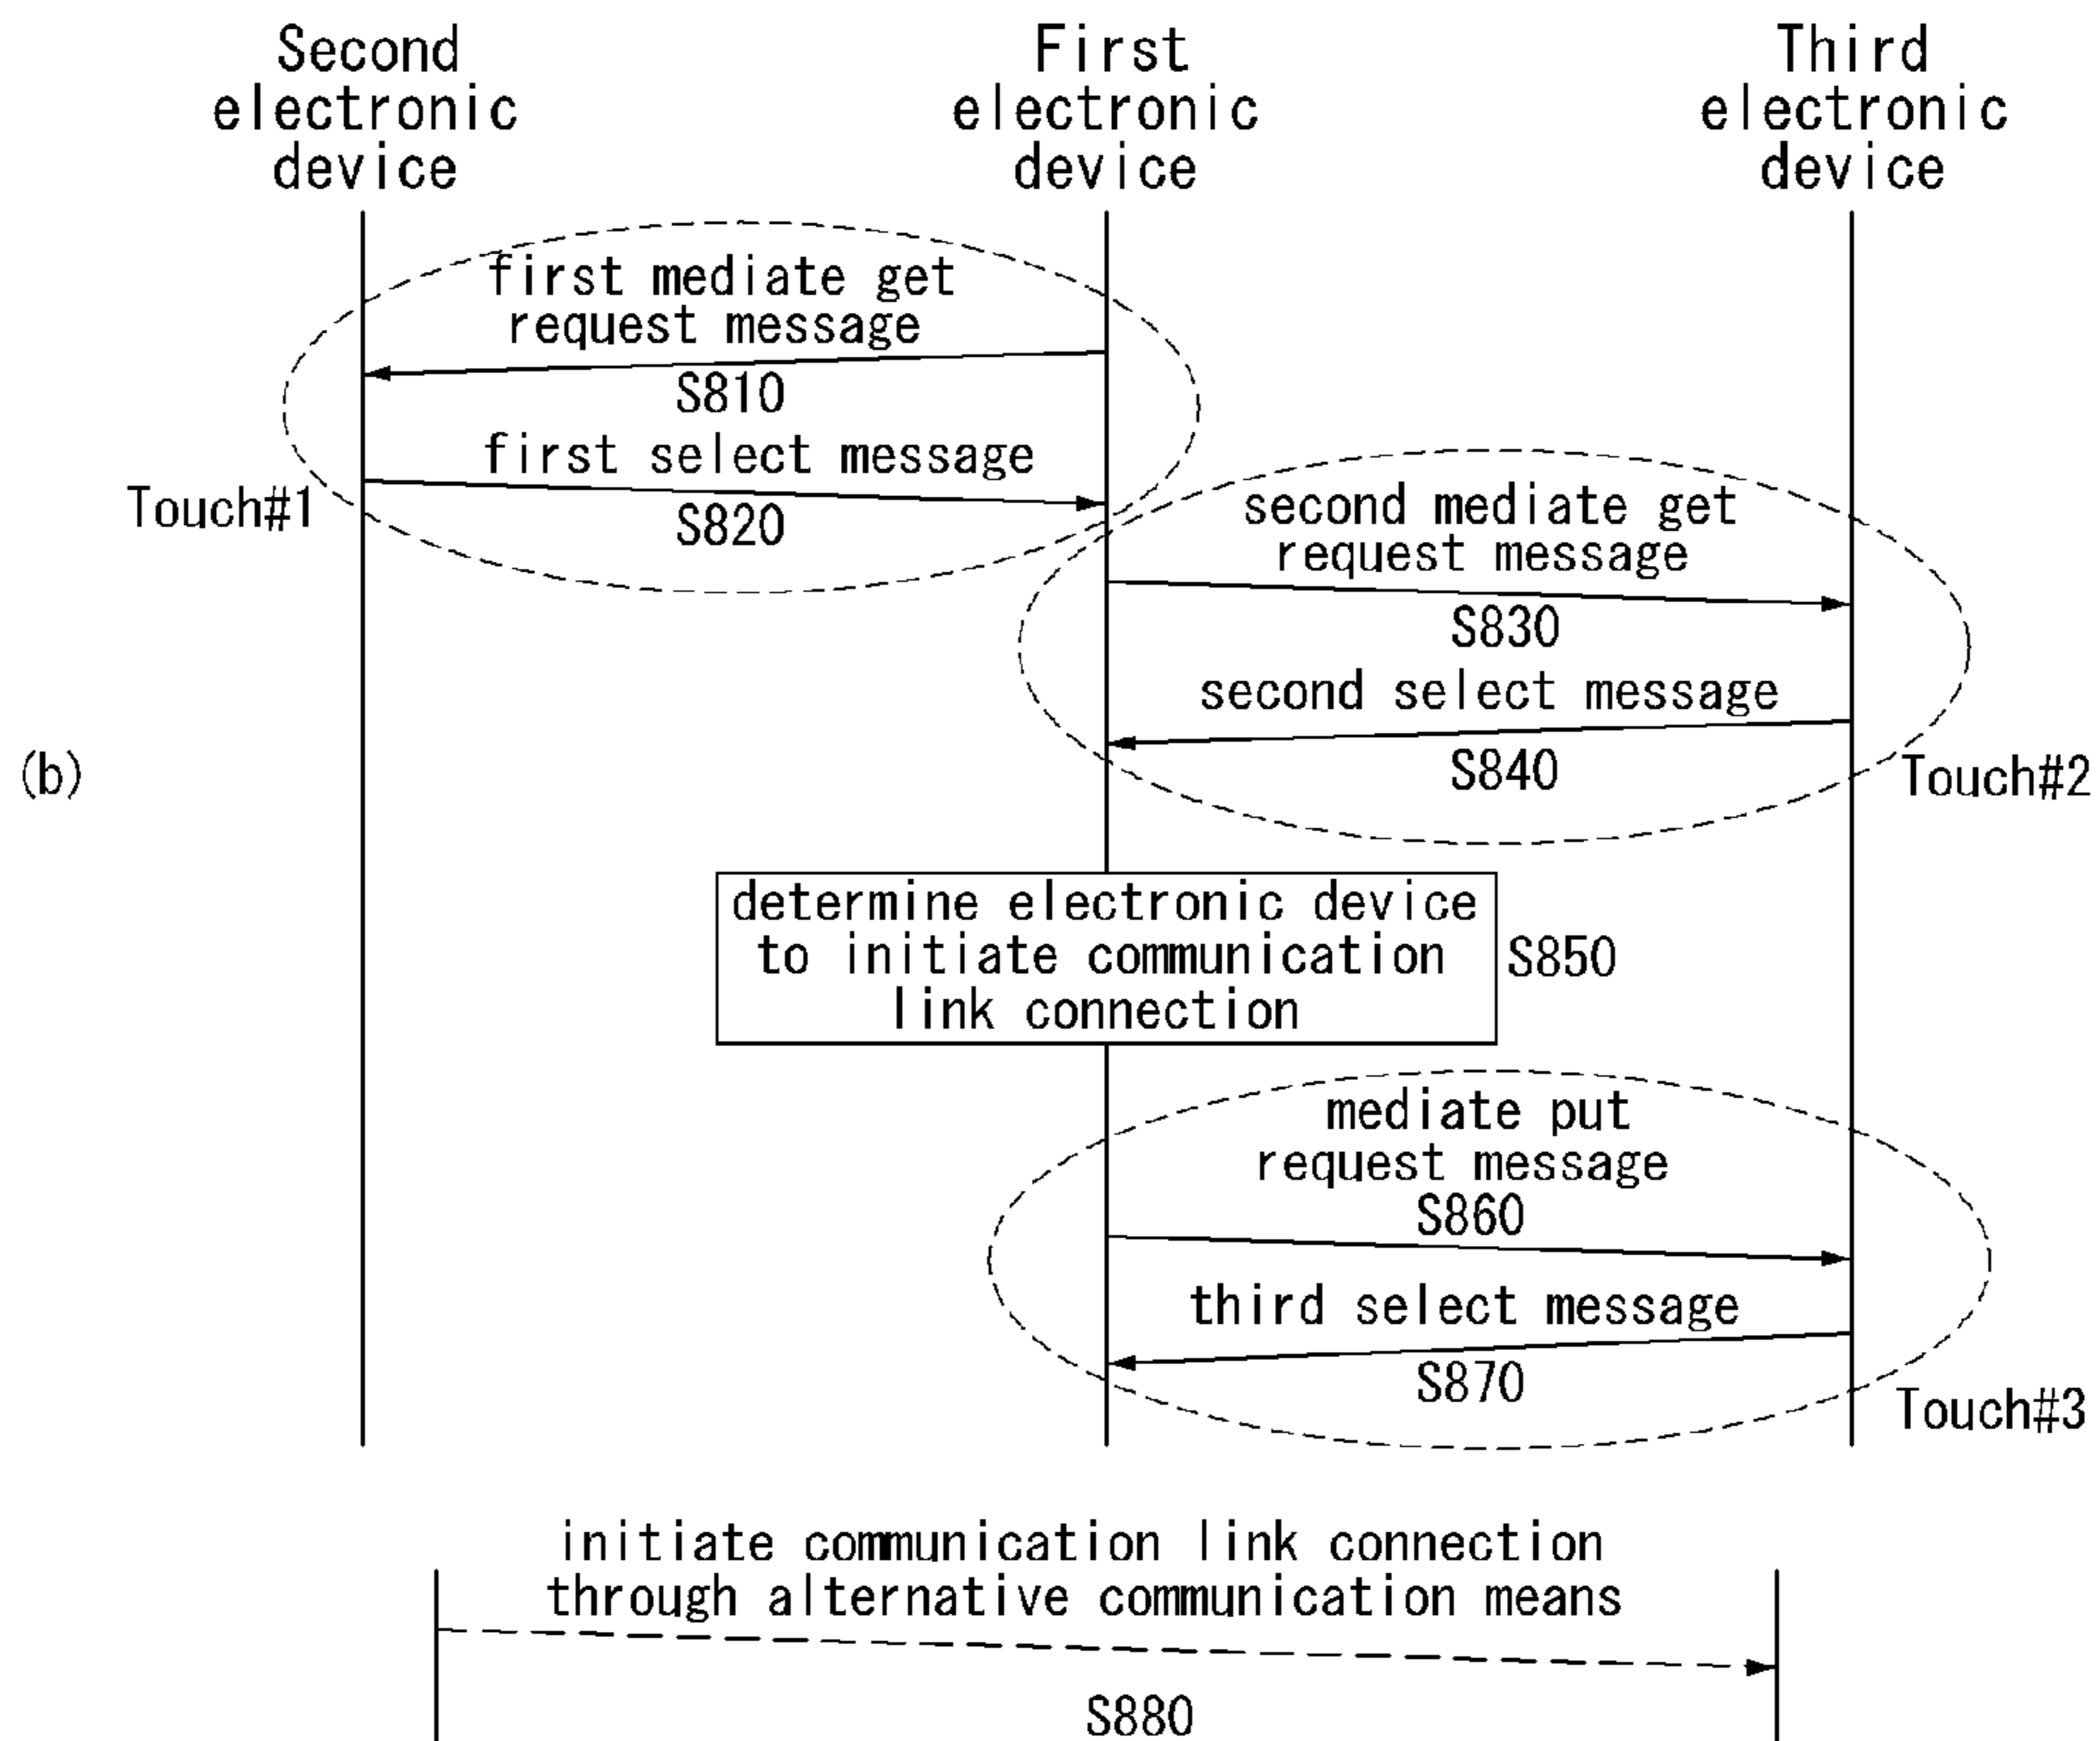 Second
electronic
device
First
electronic
device
Third
electronic
device
first mediate get
request message
S810
first select message
S820
Touch#1
second mediate get
request message
S830
second select message
S840
Touch#2
(b)
determine electronic device
to initiate communication
link connection
S850
mediate put
request message
S860
third select message
S870
Touch#3
initiate communication link connection
through alternative communication means
S880